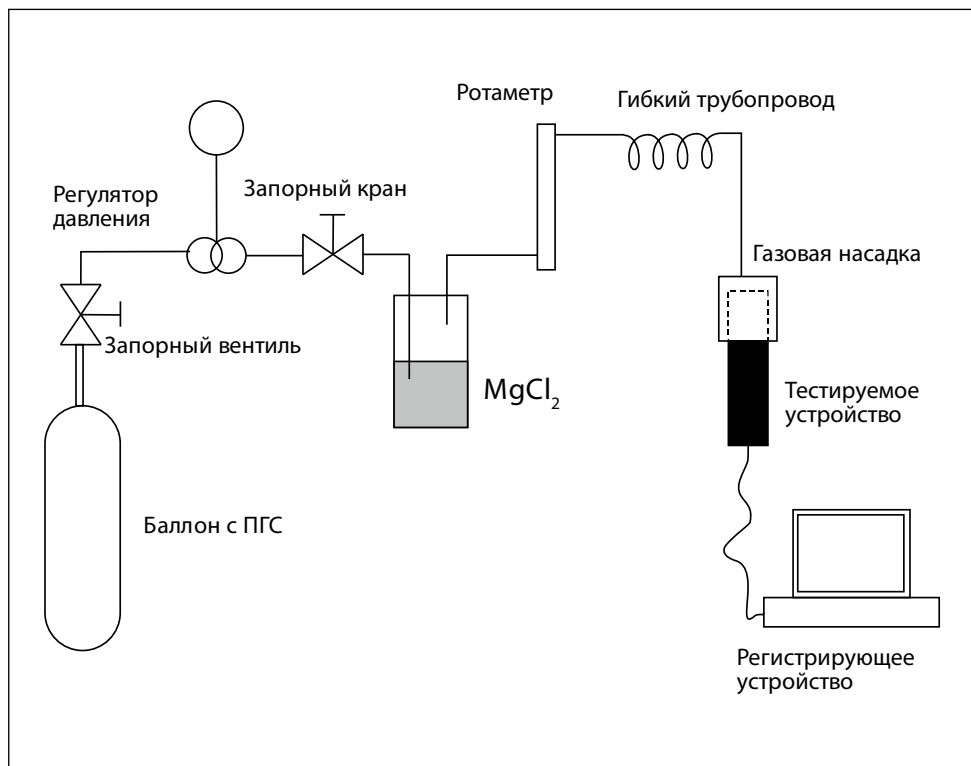 Ротаметр
Гибкий трубопровод
Регулятор
давления
Запорный кран
Газовая насадка
Запорный вентиль
MgCl₂
Тестируемое
устройство
Баллон с ПГС
Регистрирующее
устройство